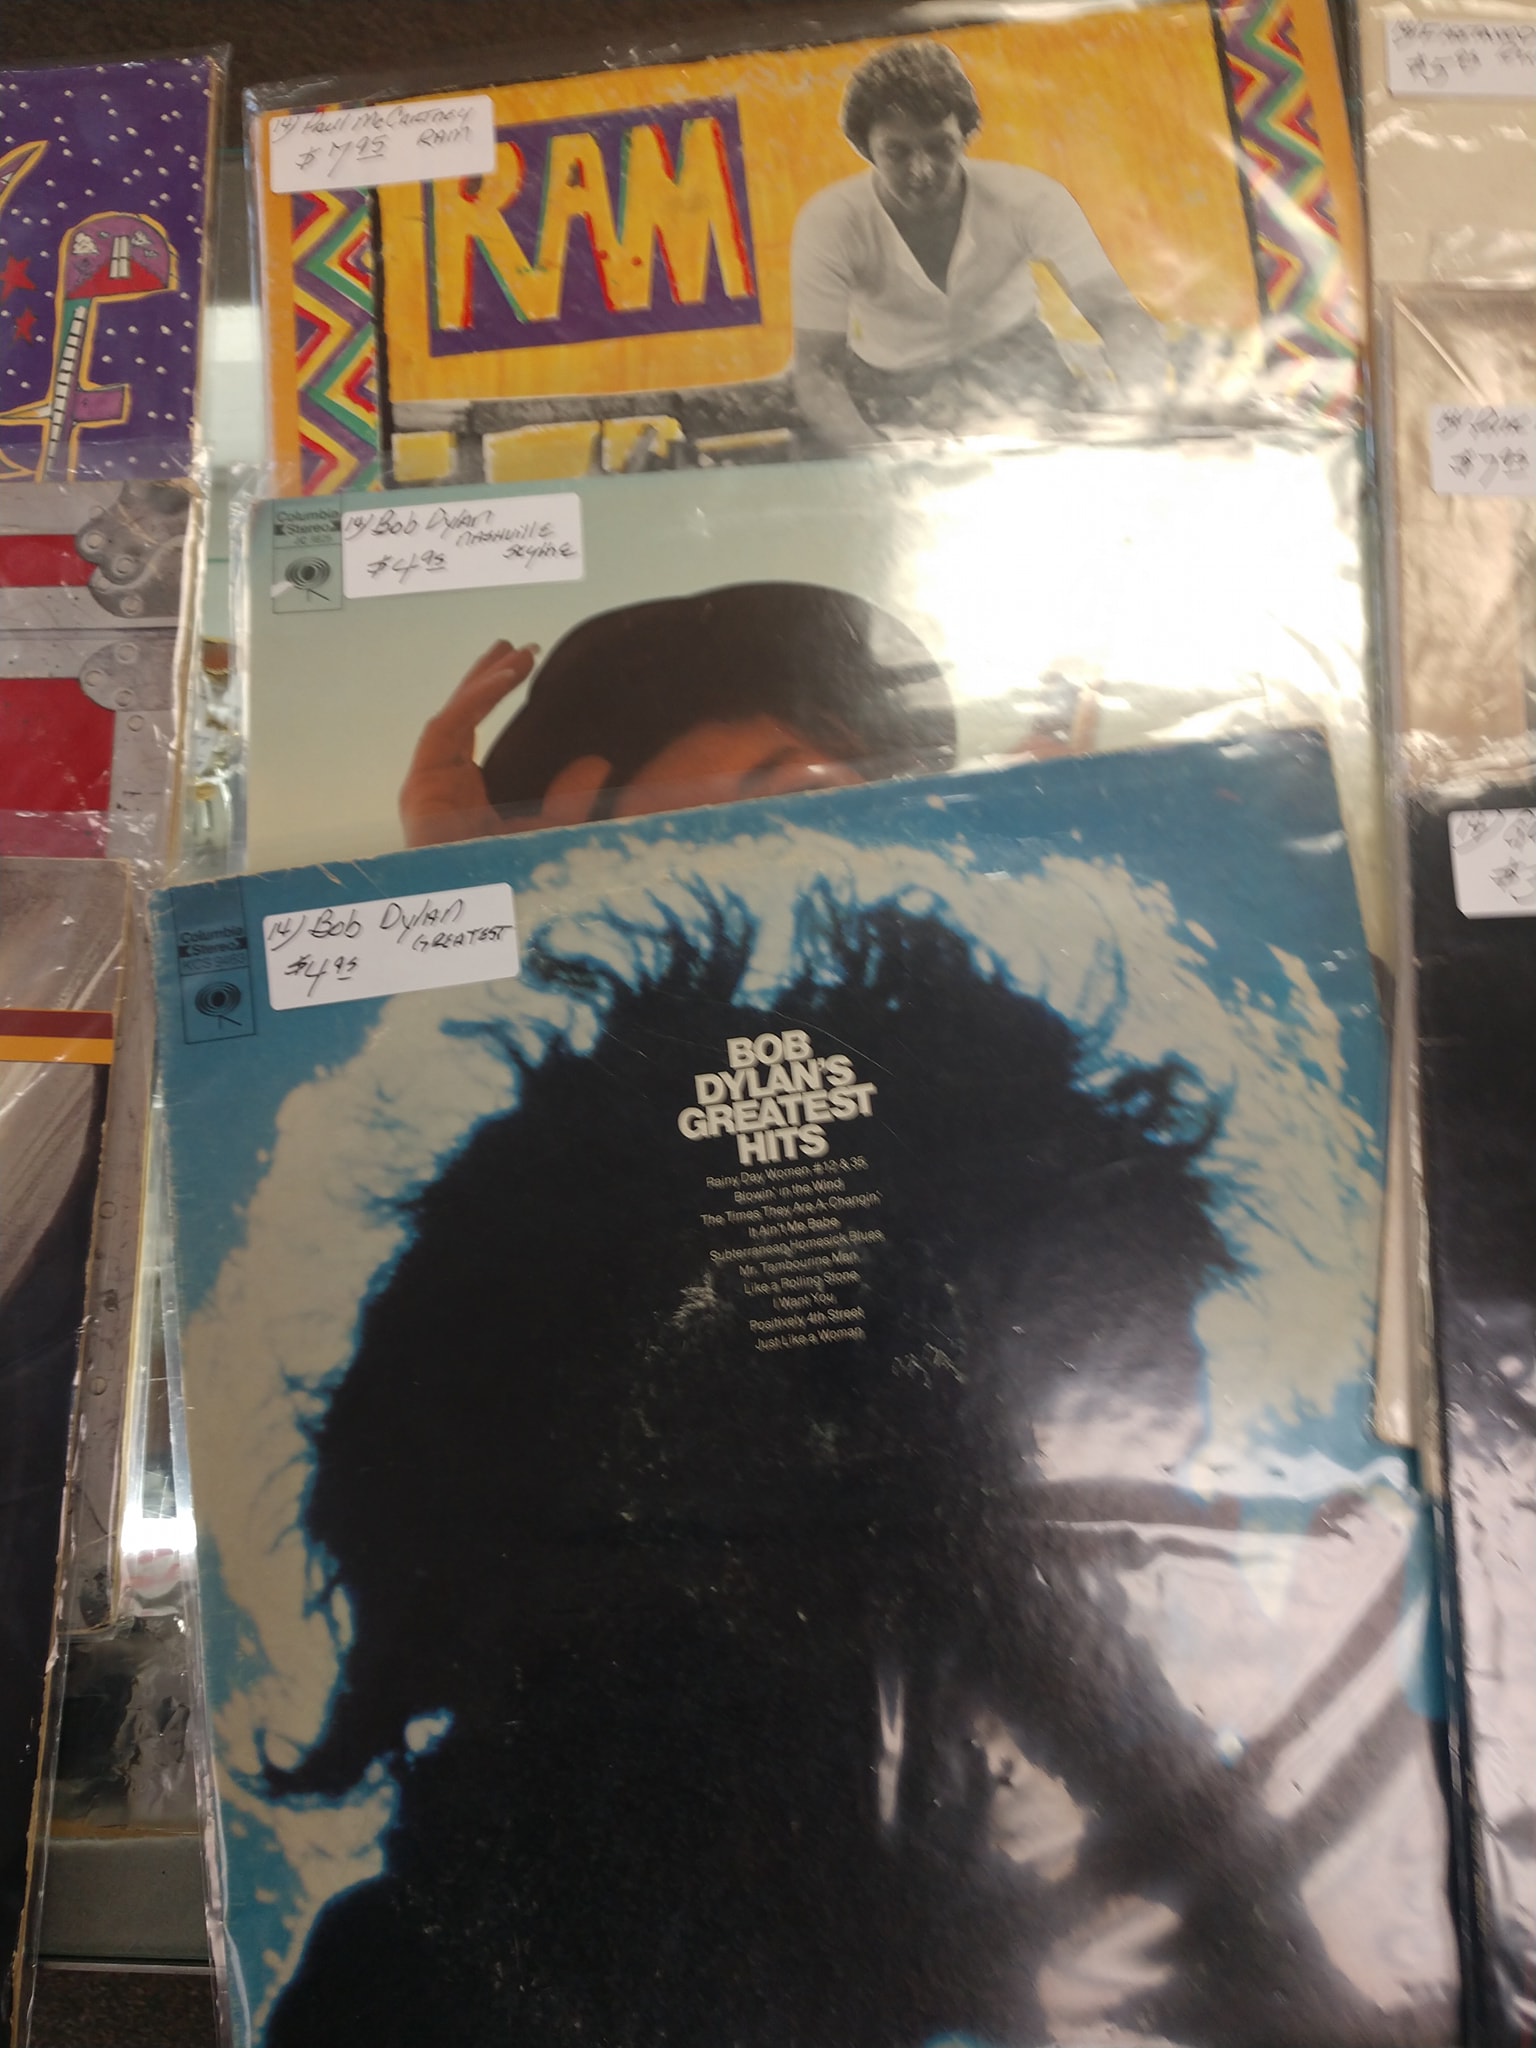 14) Paul McCartney
$7.95 RAM
RAM
Columbia
Stereo
14) Bob Dylan
NASHVILLE
$4.95 SKYLINE
Columbia
Stereo
KCS 9463
14) Bob Dylan
GREATEST
$4.95
BOB
DYLAN'S
GREATEST
HITS
Rainy Day Women #12 & 35
Blowin' in the Wind
The Times They Are A-Changin'
It Ain't Me Babe
Subterranean Homesick Blues
Mr. Tambourine Man
Like a Rolling Stone
I Want You
Positively 4th Street
Just Like a Woman